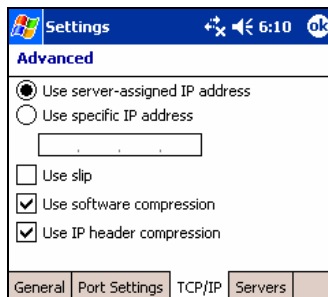 Settings 6:10 ok
Advanced
Use server-assigned IP address
Use specific IP address
. . .
Use slip
Use software compression
Use IP header compression
General Port Settings TCP/IP Servers